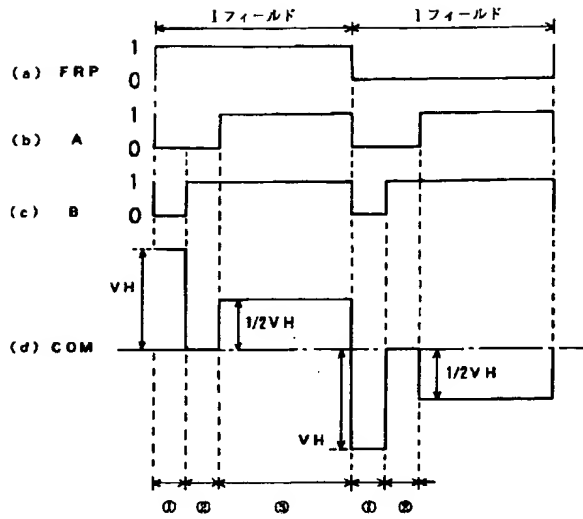 1フィールド 1フィールド
(a) FRP 1 0
(b) A 1 0
(c) B 1 0
VH
1/2VH
(d) COM
1/2VH
VH
① ② ③ ① ②